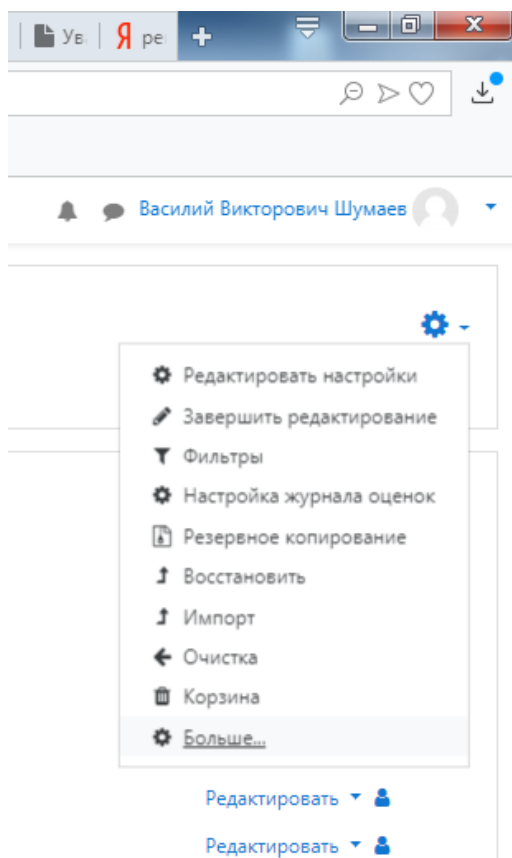 Ув
Я ре
Василий Викторович Шумаев
Редактировать настройки
Завершить редактирование
Фильтры
Настройка журнала оценок
Резервное копирование
Восстановить
Импорт
Очистка
Корзина
Больше...
Редактировать
Редактировать